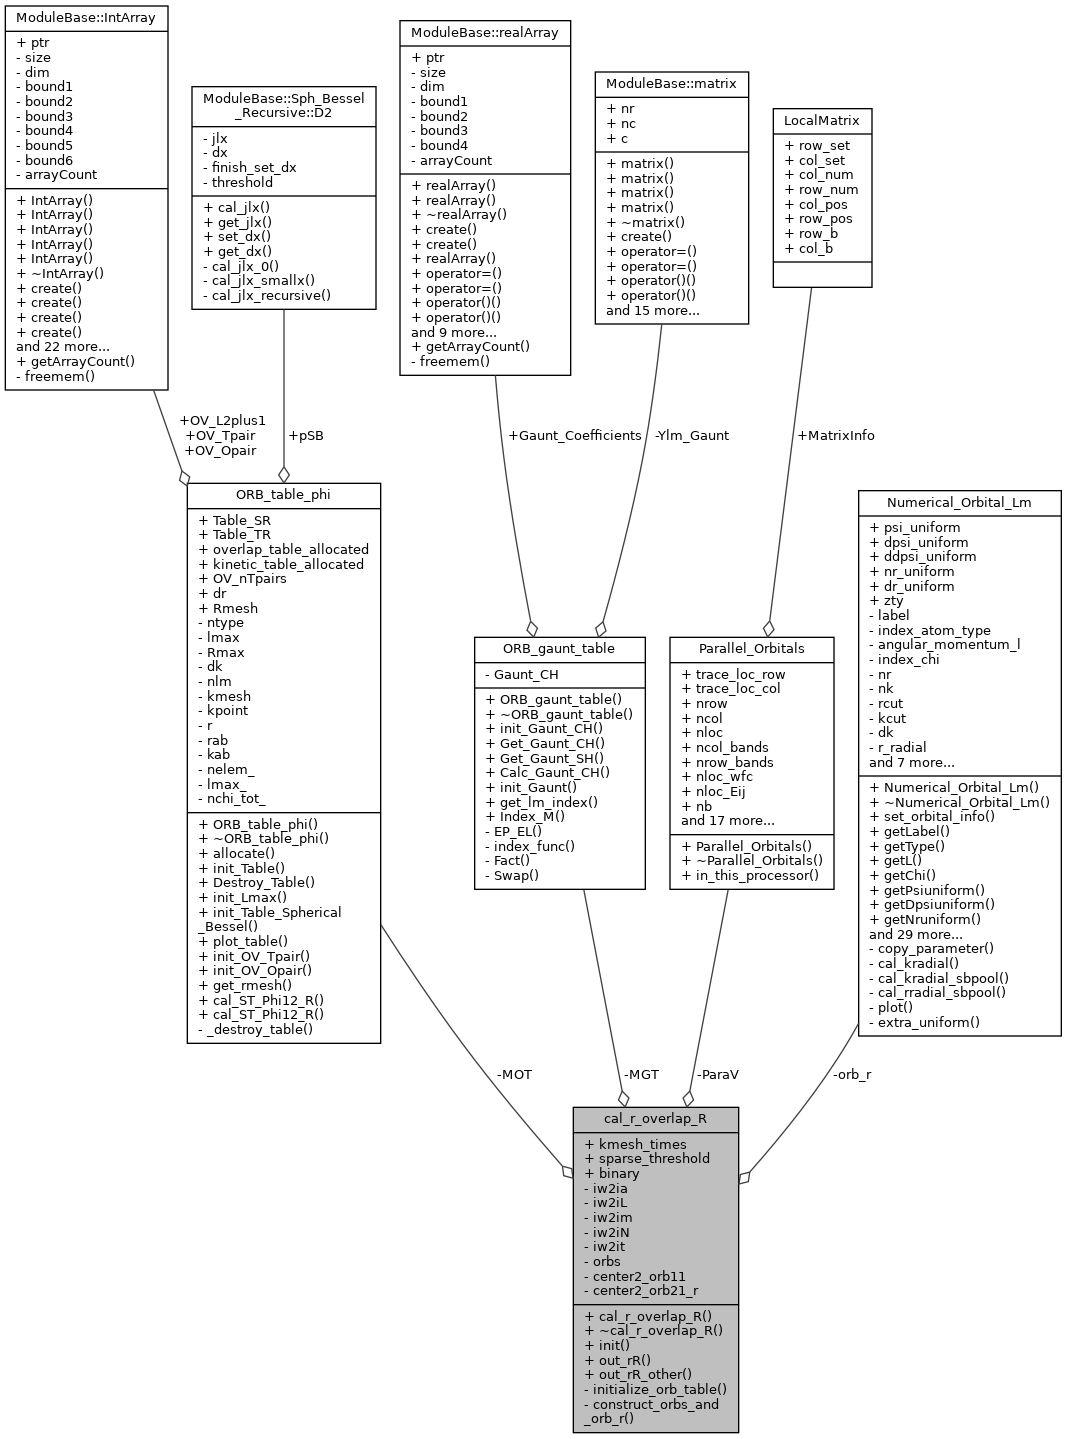 ModuleBase::IntArray
+ ptr
- size
- dim
- bound1
- bound2
- bound3
- bound4
- bound5
- bound6
- arrayCount
+ IntArray()
+ IntArray()
+ IntArray()
+ IntArray()
+ IntArray()
+ ~IntArray()
+ create()
+ create()
+ create()
+ create()
and 22 more...
+ getArrayCount()
- freemem()
ModuleBase::Sph_Bessel
_Recursive::D2
- jlx
- dx
- finish_set_dx
- threshold
+ cal_jlx()
+ get_jlx()
+ set_dx()
+ get_dx()
- cal_jlx_0()
- cal_jlx_smallx()
- cal_jlx_recursive()
ModuleBase::realArray
+ ptr
- size
- dim
- bound1
- bound2
- bound3
- bound4
- arrayCount
+ realArray()
+ realArray()
+ ~realArray()
+ create()
+ create()
+ realArray()
+ operator=()
+ operator=()
+ operator()()
+ operator()()
and 9 more...
+ getArrayCount()
- freemem()
ModuleBase::matrix
+ nr
+ nc
+ c
+ matrix()
+ matrix()
+ matrix()
+ matrix()
+ ~matrix()
+ create()
+ operator=()
+ operator=()
+ operator()()
+ operator()()
and 15 more...
LocalMatrix
+ row_set
+ col_set
+ col_num
+ row_num
+ col_pos
+ row_pos
+ row_b
+ col_b
+OV_L2plus1
+OV_Tpair
+OV_Opair
+pSB
+Gaunt_Coefficients
-Ylm_Gaunt
+MatrixInfo
ORB_table_phi
+ Table_SR
+ Table_TR
+ overlap_table_allocated
+ kinetic_table_allocated
+ OV_nTpairs
+ dr
+ Rmesh
- ntype
- lmax
- Rmax
- dk
- nlm
- kmesh
- kpoint
- r
- rab
- kab
- nelem_
- lmax_
- nchi_tot_
+ ORB_table_phi()
+ ~ORB_table_phi()
+ allocate()
+ init_Table()
+ Destroy_Table()
+ init_Lmax()
+ init_Table_Spherical
_Bessel()
+ plot_table()
+ init_OV_Tpair()
+ init_OV_Opair()
+ get_rmesh()
+ cal_ST_Phi12_R()
+ cal_ST_Phi12_R()
- _destroy_table()
ORB_gaunt_table
- Gaunt_CH
+ ORB_gaunt_table()
+ ~ORB_gaunt_table()
+ init_Gaunt_CH()
+ Get_Gaunt_CH()
+ Get_Gaunt_SH()
+ Calc_Gaunt_CH()
+ init_Gaunt()
+ get_lm_index()
+ Index_M()
- EP_EL()
- index_func()
- Fact()
- Swap()
Parallel_Orbitals
+ trace_loc_row
+ trace_loc_col
+ nrow
+ ncol
+ nloc
+ ncol_bands
+ nrow_bands
+ nloc_wfc
+ nloc_Eij
+ nb
and 17 more...
+ Parallel_Orbitals()
+ ~Parallel_Orbitals()
+ in_this_processor()
Numerical_Orbital_Lm
+ psi_uniform
+ dpsi_uniform
+ ddpsi_uniform
+ nr_uniform
+ dr_uniform
+ zty
- label
- index_atom_type
- angular_momentum_l
- index_chi
- nr
- nk
- rcut
- kcut
- dk
- r_radial
and 7 more...
+ Numerical_Orbital_Lm()
+ ~Numerical_Orbital_Lm()
+ set_orbital_info()
+ getLabel()
+ getType()
+ getL()
+ getChi()
+ getPsiuniform()
+ getDpsiuniform()
+ getNruniform()
and 29 more...
- copy_parameter()
- cal_kradial()
- cal_kradial_sbpool()
- cal_rradial_sbpool()
- plot()
- extra_uniform()
-MOT
-MGT
-ParaV
-orb_r
cal_r_overlap_R
+ kmesh_times
+ sparse_threshold
+ binary
- iw2ia
- iw2iL
- iw2im
- iw2iN
- iw2it
- orbs
- center2_orb11
- center2_orb21_r
+ cal_r_overlap_R()
+ ~cal_r_overlap_R()
+ init()
+ out_rR()
+ out_rR_other()
- initialize_orb_table()
- construct_orbs_and
_orb_r()